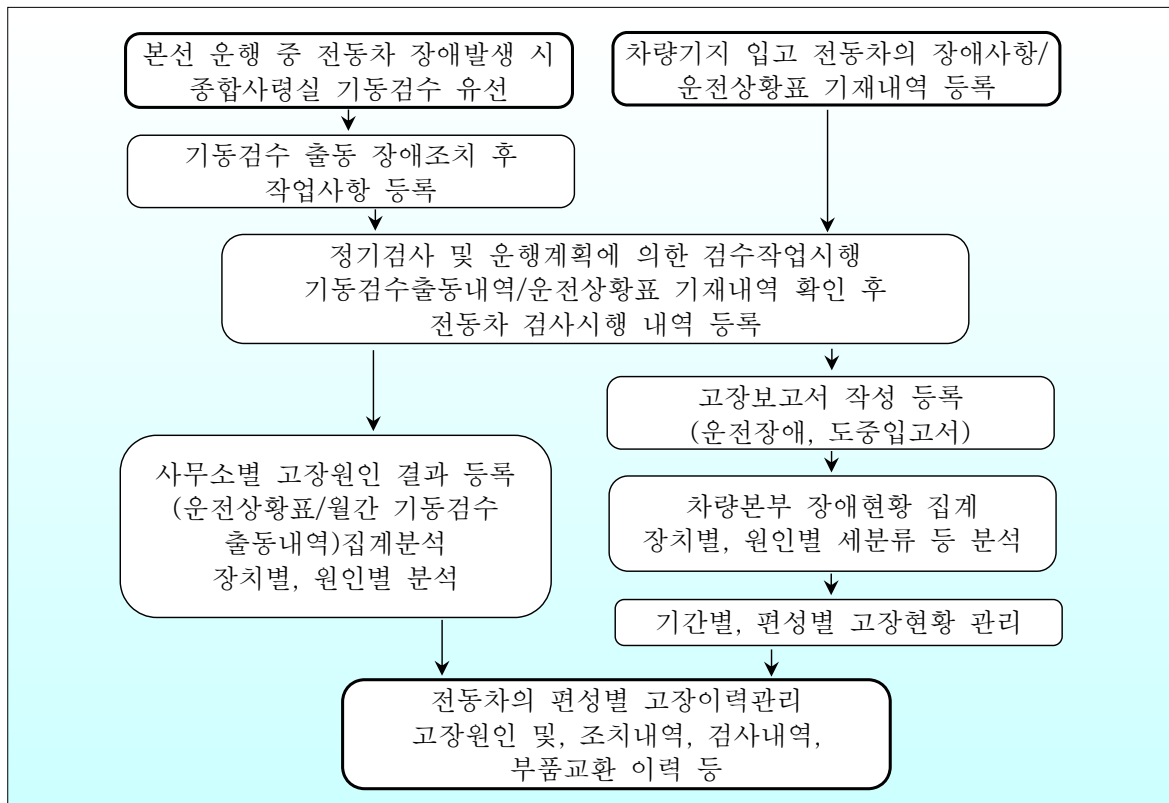 본선 운행 중 전동차 장애발생 시
종합사령실 기동검수 유선
차량기지 입고 전동차의 장애사항/
운전상황표 기재내역 등록
기동검수 출동 장애조치 후
작업사항 등록
정기검사 및 운행계획에 의한 검수작업시행
기동검수출동내역/운전상황표 기재내역 확인 후
전동차 검사시행 내역 등록
고장보고서 작성 등록
(운전장애, 도중입고서)
사무소별 고장원인 결과 등록
(운전상황표/월간 기동검수
출동내역)집계분석
장치별, 원인별 분석
차량본부 장애현황 집계
장치별, 원인별 세분류 등 분석
기간별, 편성별 고장현황 관리
전동차의 편성별 고장이력관리
고장원인 및, 조치내역, 검사내역,
부품교환 이력 등